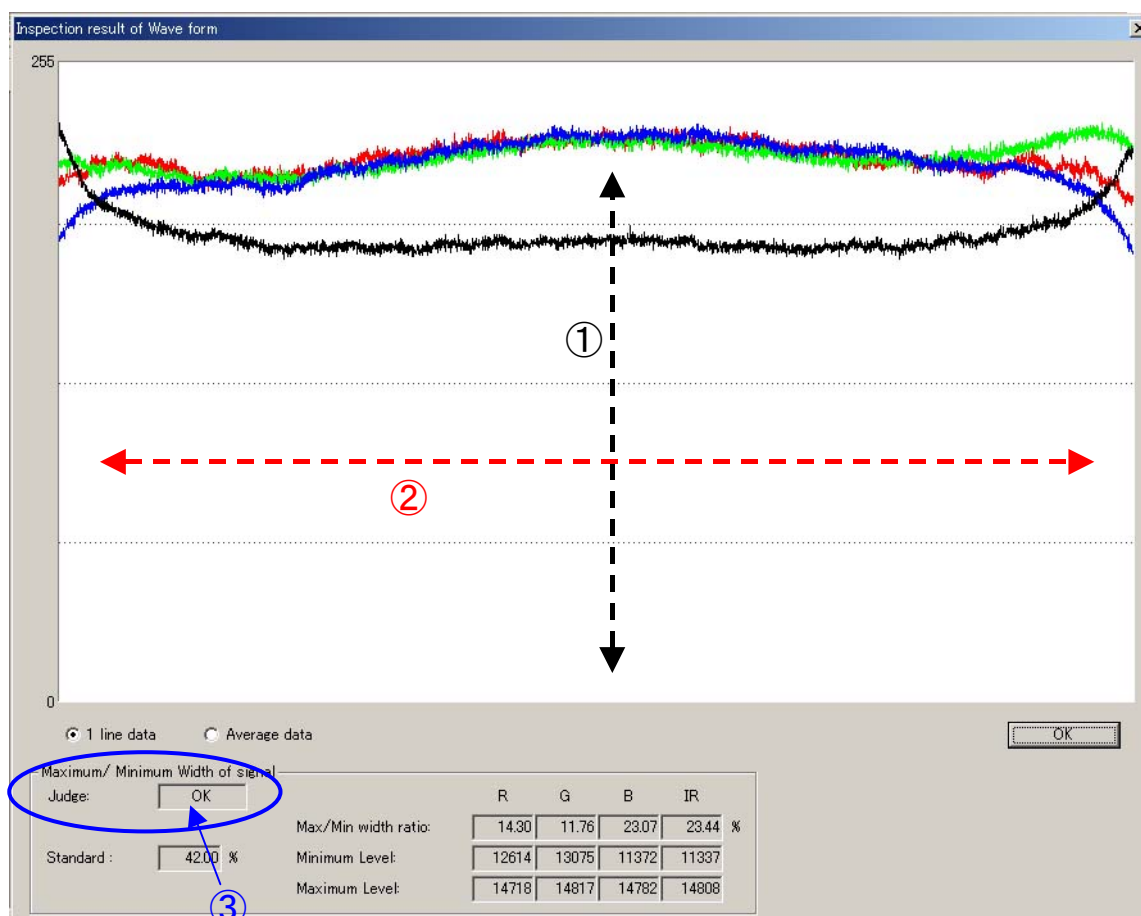 Inspection result of Wave form
255
①
②
0
1 line data Average data OK
Maximum/ Minimum Width of signal
Judge: OK R G B IR
Max/Min width ratio: 14.30 11.76 23.07 23.44 %
Standard : 42.00 % Minimum Level: 12614 13075 11372 11337
Maximum Level: 14718 14817 14782 14808
③